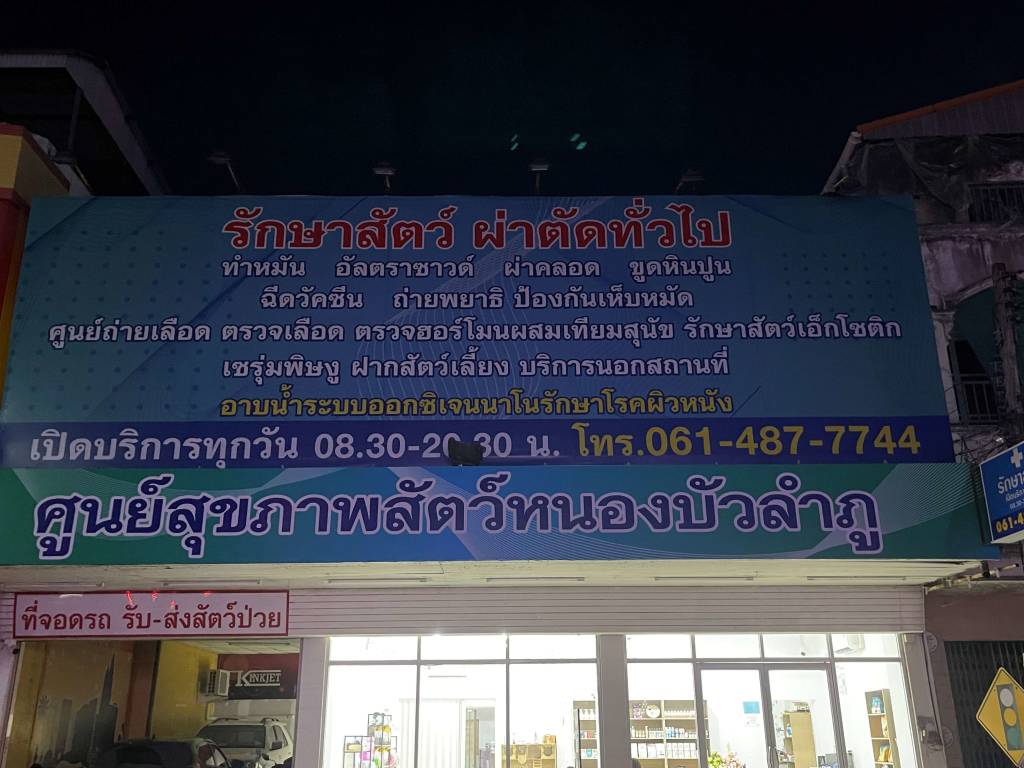 รักษาสัตว์ ผ่าตัดทั่วไป
ทำหมัน อัลตราซาวด์ ผ่าคลอด ขูดหินปูน
ฉีดวัคซีน ถ่ายพยาธิ ป้องกันเห็บหมัด
ศูนย์ถ่ายเลือด ตรวจเลือด ตรวจฮอร์โมนผสมเทียมสุนัข รักษาสัตว์เอ็กโซติก
เซรุ่มพิษงู ฝากสัตว์เลี้ยง บริการนอกสถานที่
อาบน้ำระบบออกซิเจนนาโนรักษาโรคผิวหนัง
เปิดบริการทุกวัน 08.30-20.30 น. โทร.061-487-7744
ศูนย์สุขภาพสัตว์หนองบัวลำภู
ที่จอดรถ รับ-ส่งสัตว์ป่วย
KINKJET